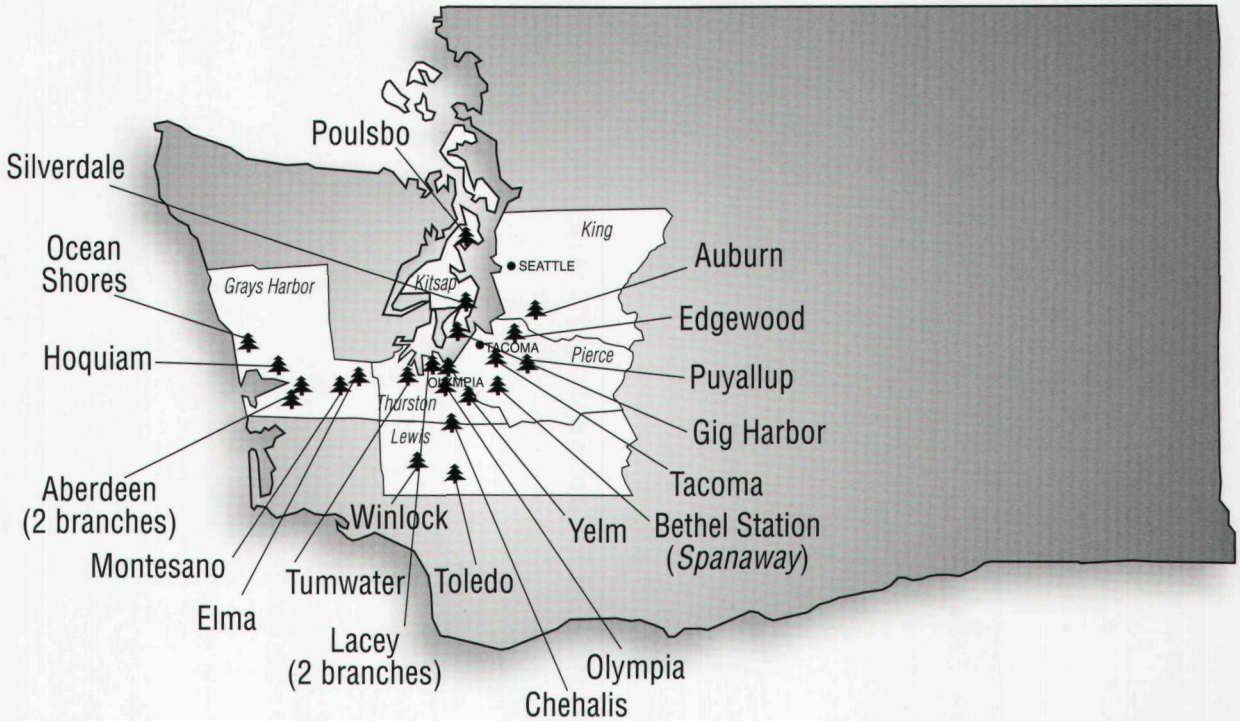 Poulsbo
Silverdale
King
Ocean
Shores
Auburn
SEATTLE
Kitsap
Grays Harbor
Edgewood
Hoquiam
TACOMA
Pierce
Puyallup
OLYMPIA
Thurston
Gig Harbor
Lewis
Tacoma
Aberdeen
(2 branches)
Winlock
Yelm
Bethel Station
(Spanaway)
Montesano
Tumwater
Toledo
Elma
Lacey
(2 branches)
Olympia
Chehalis